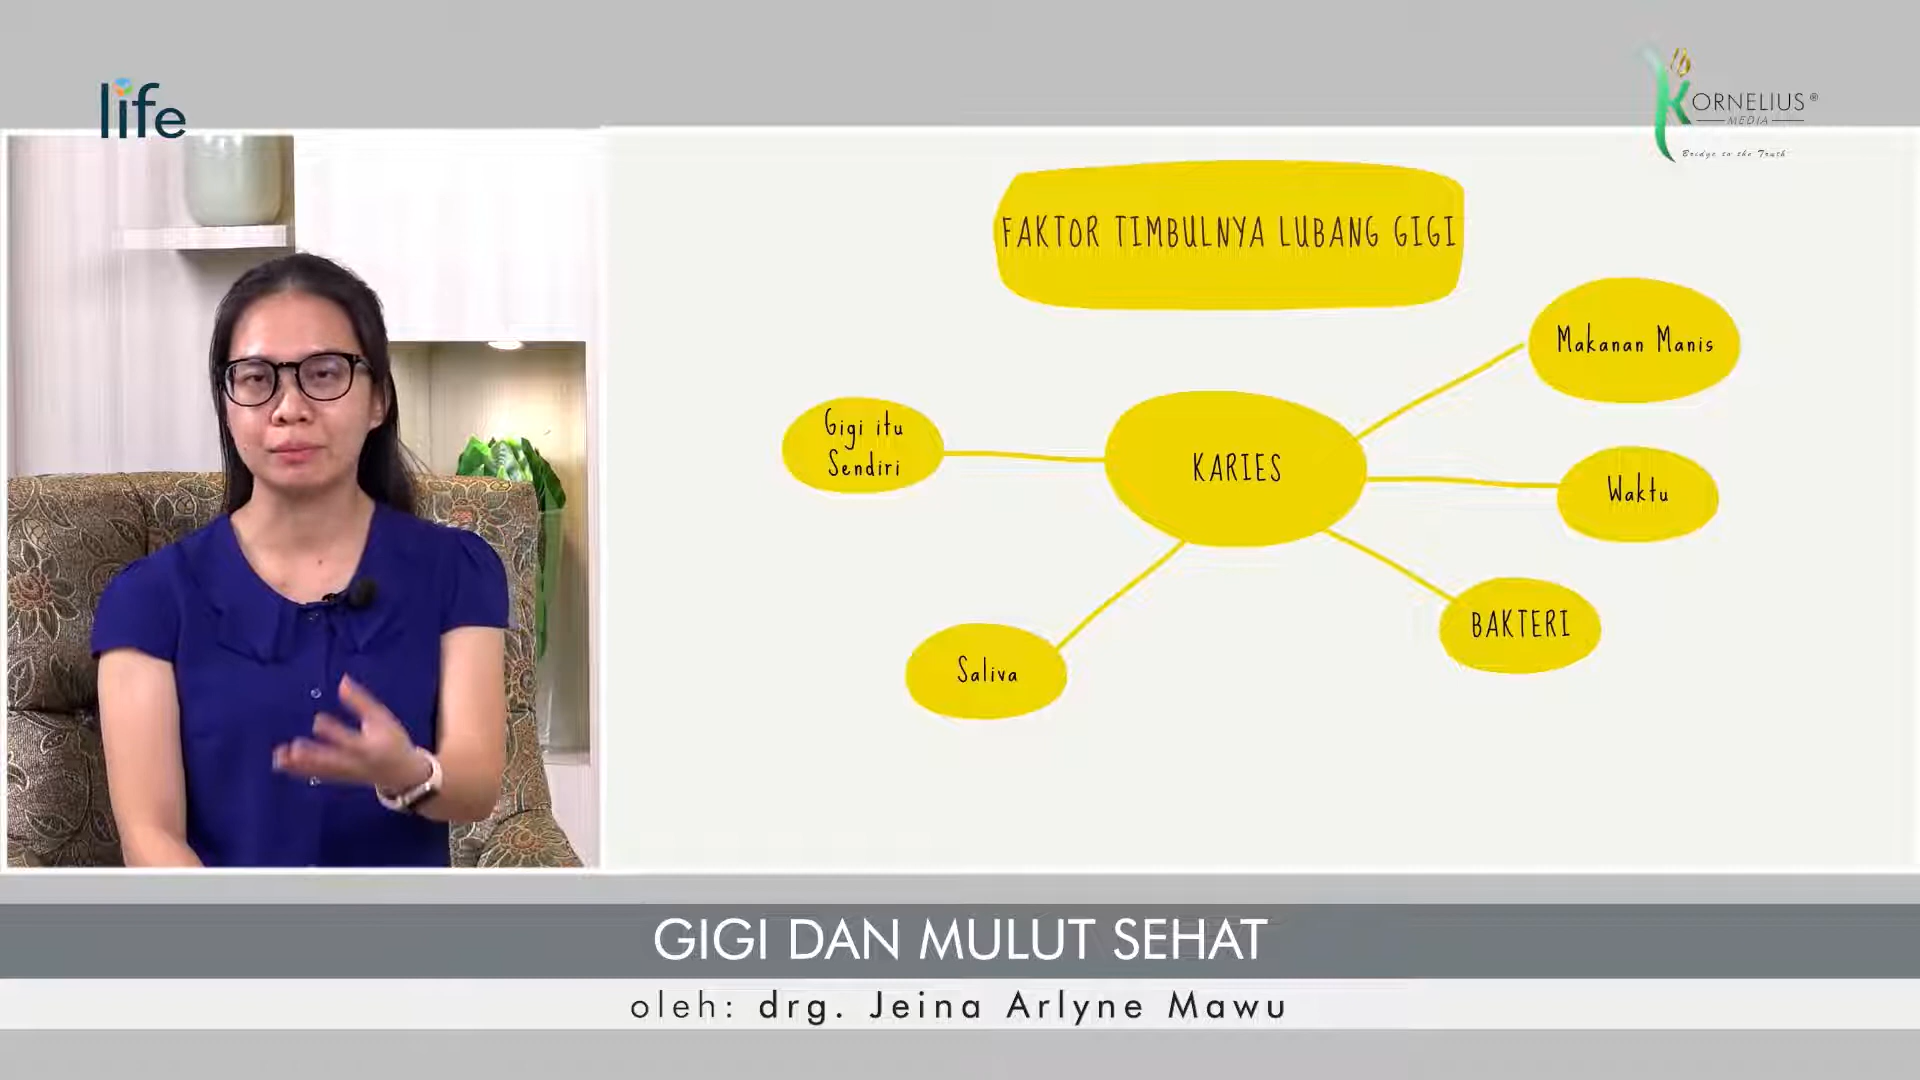 life
KORNELIUS®
MEDIA
Bridge to the Truth
FAKTOR TIMBULNYA LUBANG GIGI
Makanan Manis
Gigi itu
Sendiri
KARIES
Waktu
BAKTERI
Saliva
GIGI DAN MULUT SEHAT
oleh: drg. Jeina Arlyne Mawu